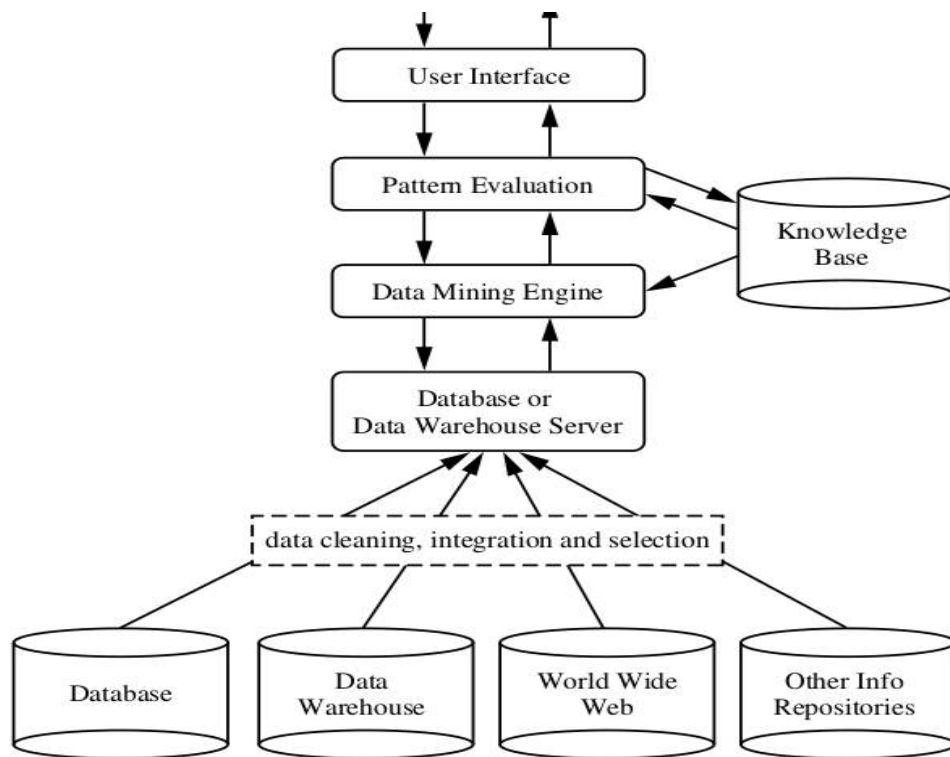 User Interface
Pattern Evaluation
Knowledge
Base
Data Mining Engine
Database or
Data Warehouse Server
data cleaning, integration and selection
Database
Data
Warehouse
World Wide
Web
Other Info
Repositories